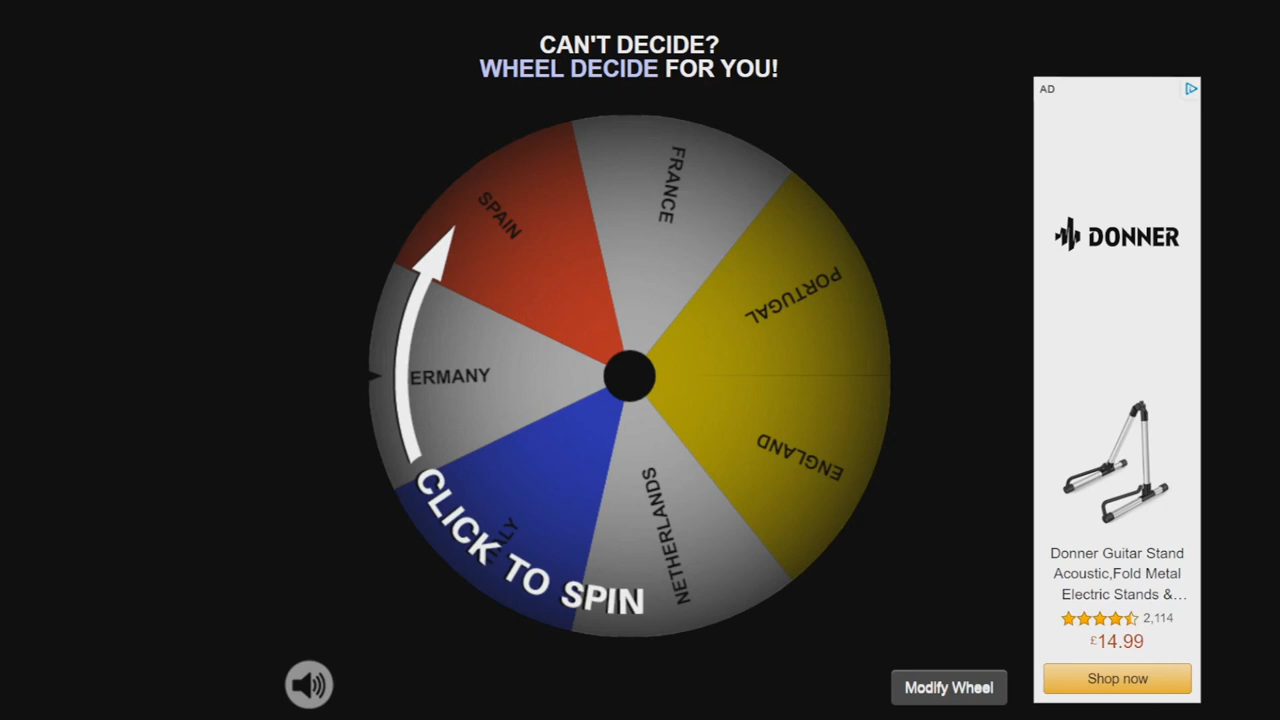 CAN'T DECIDE?
WHEEL DECIDE FOR YOU!
AD
FRANCE
SPAIN
PORTUGAL
ERMANY
ENGLAND
NETHERLANDS
CLICK TO SPIN
DONNER
Donner Guitar Stand
Acoustic,Fold Metal
Electric Stands &...
2,114
£14.99
Shop now
Modify Wheel